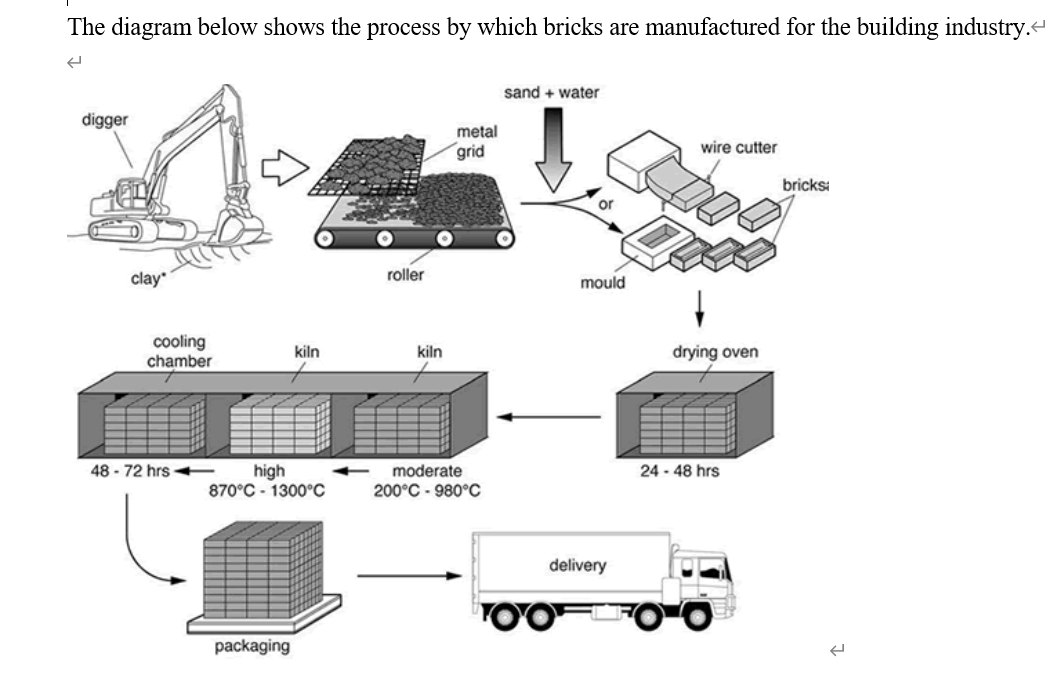 The diagram below shows the process by which bricks are manufactured for the building industry.
sand + water
digger
metal
grid
wire cutter
bricks
or
clay*
roller
mould
cooling
chamber
kiln
kiln
drying oven
48 - 72 hrs
high
870°C - 1300°C
moderate
200°C - 980°C
24 - 48 hrs
delivery
packaging